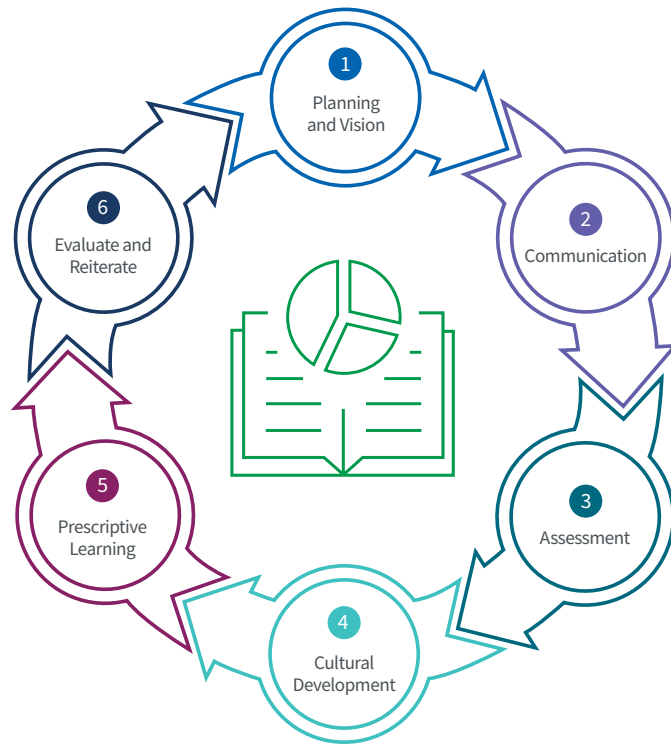 1
Planning
and Vision
2
Communication
3
Assessment
4
Cultural
Development
5
Prescriptive
Learning
6
Evaluate and
Reiterate